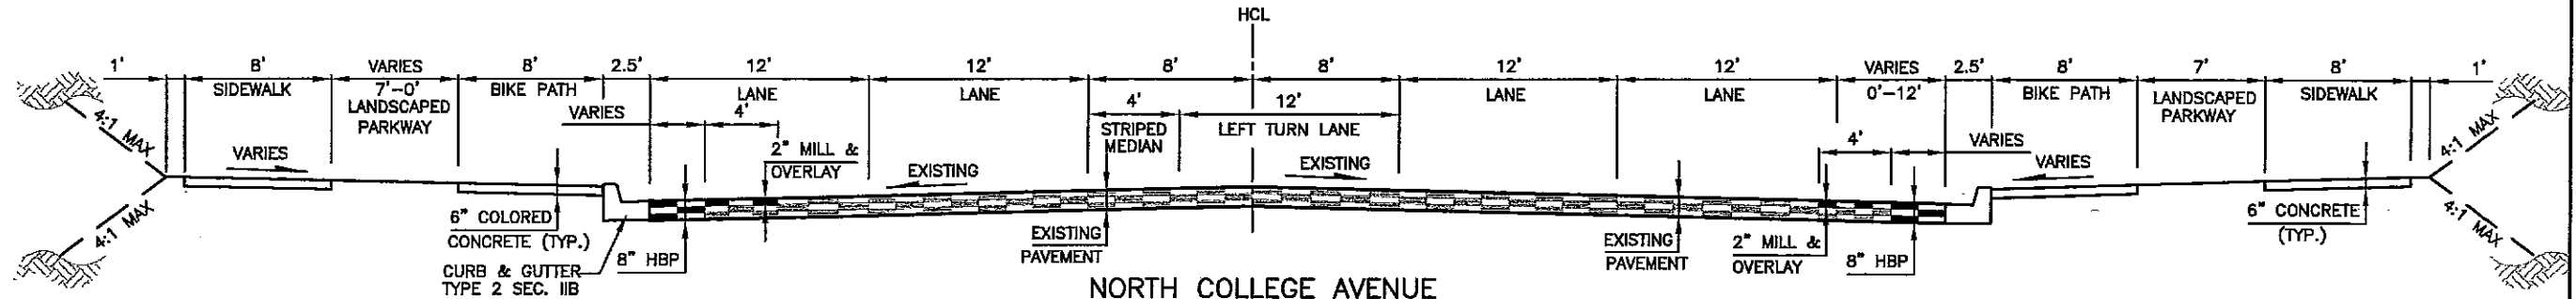 HCL
1' 8' VARIES 8' 2.5' 12' 12' 8' 8' 12' 12' VARIES 2.5' 8' 7' 8' 1'
SIDEWALK 7'-0' BIKE PATH LANE LANE LANE LANE 0'-12' BIKE PATH LANDSCAPED SIDEWALK
LANDSCAPED PARKWAY
PARKWAY
VARIES 4' 4' 12' 4' VARIES
STRIPED LEFT TURN LANE
MEDIAN
4:1 MAX VARIES 2" MILL & EXISTING EXISTING VARIES 4:1 MAX
OVERLAY
4:1 MAX 6" COLORED EXISTING EXISTING 2" MILL & 6" CONCRETE 4:1 MAX
CONCRETE (TYP.) PAVEMENT PAVEMENT OVERLAY (TYP.)
8" HBP 8" HBP
CURB & GUTTER
TYPE 2 SEC. IIB
NORTH COLLEGE AVENUE